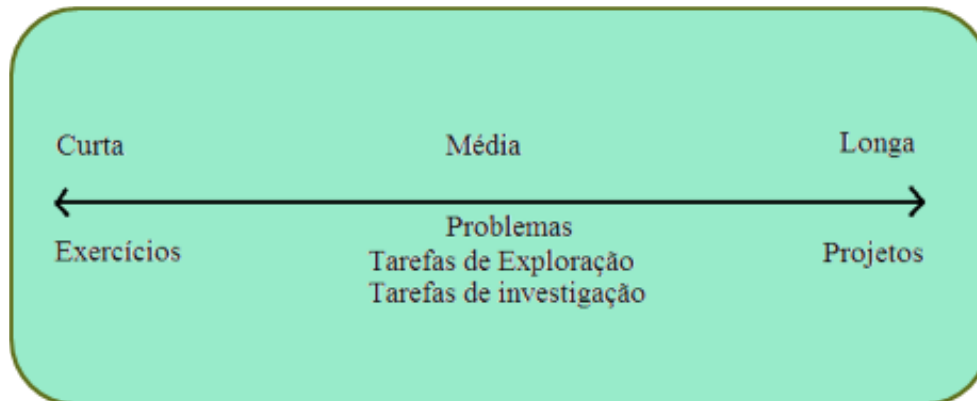 Curta Média Longa
Problemas
Exercícios Tarefas de Exploração Projetos
Tarefas de investigação